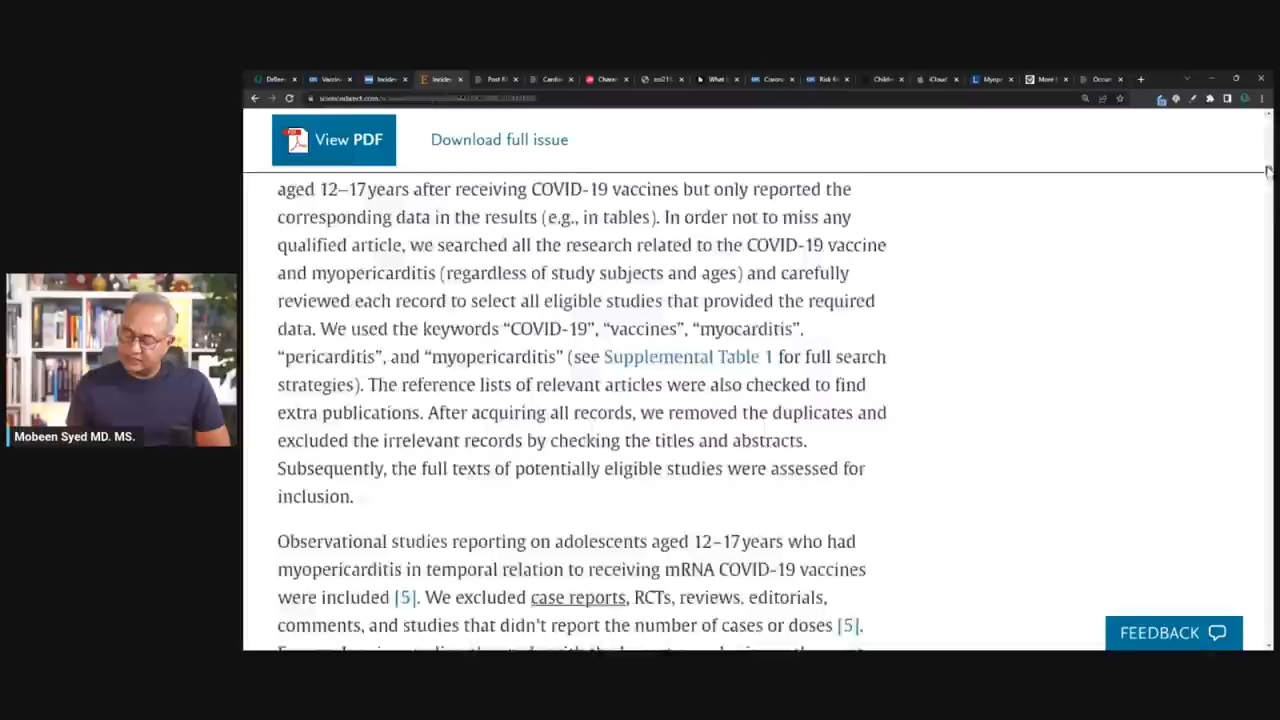 View PDF
Download full issue
aged 12–17 years after receiving COVID-19 vaccines but only reported the
corresponding data in the results (e.g., in tables). In order not to miss any
qualified article, we searched all the research related to the COVID-19 vaccine
and myopericarditis (regardless of study subjects and ages) and carefully
reviewed each record to select all eligible studies that provided the required
data. We used the keywords “COVID-19”, “vaccines”, “myocarditis”,
“pericarditis”, and “myopericarditis” (see Supplemental Table 1 for full search
strategies). The reference lists of relevant articles were also checked to find
extra publications. After acquiring all records, we removed the duplicates and
excluded the irrelevant records by checking the titles and abstracts.
Subsequently, the full texts of potentially eligible studies were assessed for
inclusion.
Observational studies reporting on adolescents aged 12–17 years who had
myopericarditis in temporal relation to receiving mRNA COVID-19 vaccines
were included [5]. We excluded case reports, RCTs, reviews, editorials,
comments, and studies that didn't report the number of cases or doses [5].
FEEDBACK
Mobeen Syed MD. MS.